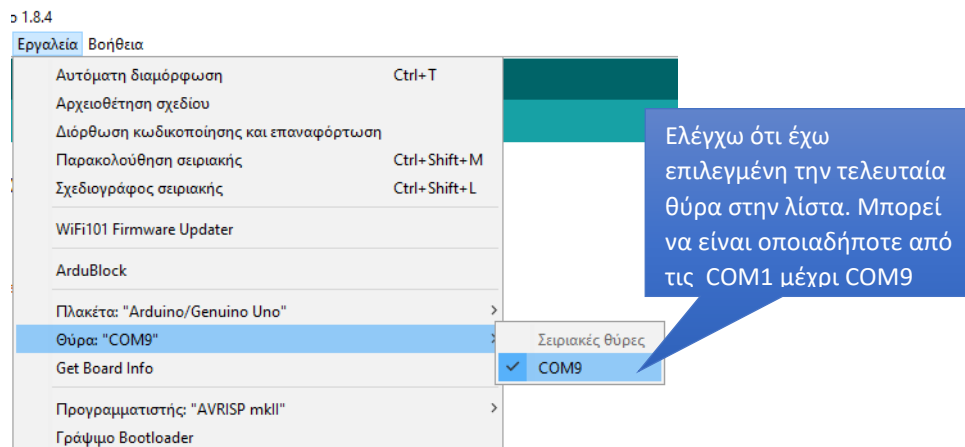 ο 1.8.4
Εργαλεία Βοήθεια
Αυτόματη διαμόρφωση Ctrl+T
Αρχειοθέτηση σχεδίου
Διόρθωση κωδικοποίησης και επαναφόρτωση
Παρακολούθηση σειριακής Ctrl+Shift+M
Σχεδιογράφος σειριακής Ctrl+Shift+L
WiFi101 Firmware Updater
ArduBlock
Πλακέτα: "Arduino/Genuino Uno"
Θύρα: "COM9"
Get Board Info
Προγραμματιστής: "AVRISP mkII"
Γράψιμο Bootloader
Σειριακές θύρες
COM9
Ελέγχω ότι έχω
επιλεγμένη την τελευταία
θύρα στην λίστα. Μπορεί
να είναι οποιαδήποτε από
τις COM1 μέχρι COM9